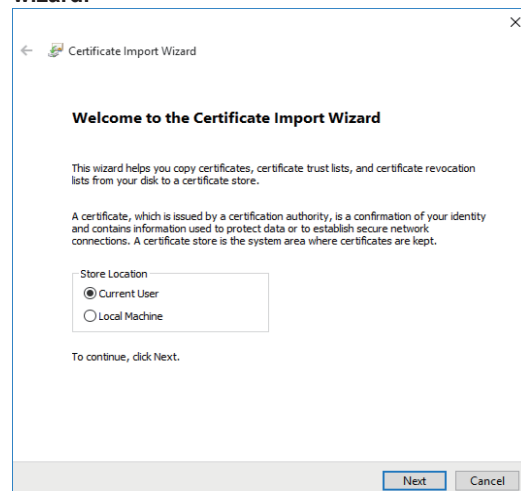 wizard.
Certificate Import Wizard
Welcome to the Certificate Import Wizard
This wizard helps you copy certificates, certificate trust lists, and certificate revocation
lists from your disk to a certificate store.
A certificate, which is issued by a certification authority, is a confirmation of your identity
and contains information used to protect data or to establish secure network
connections. A certificate store is the system area where certificates are kept.
Store Location
Current User
Local Machine
To continue, click Next.
Next Cancel